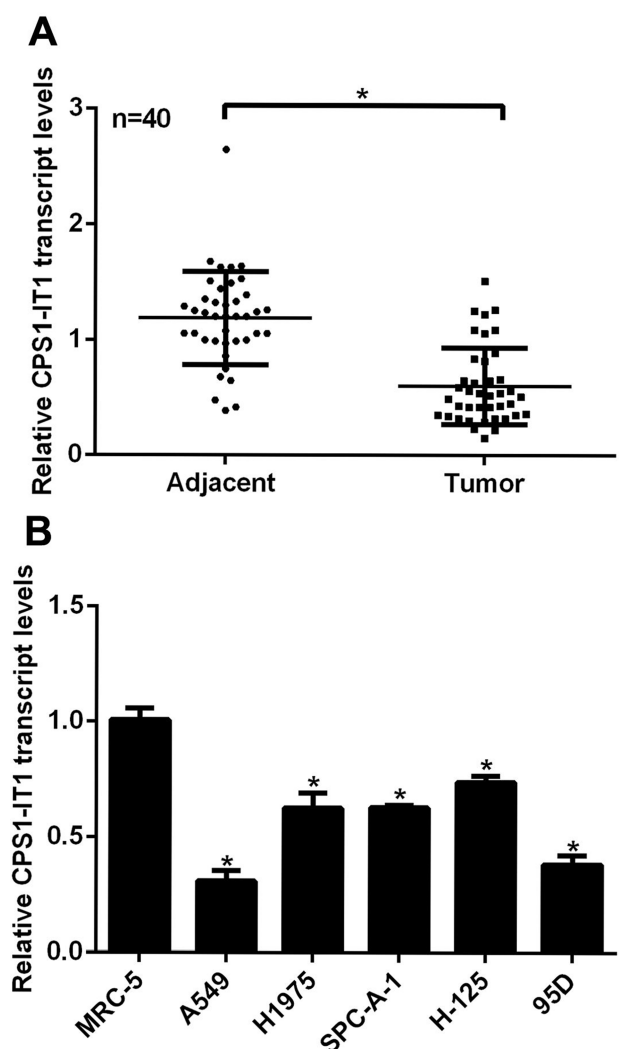 A
Relative CPS1-IT1 transcript levels
n=40
*
3
2
1
0
Adjacent
Tumor
B
Relative CPS1-IT1 transcript levels
1.5
1.0
0.5
0.0
*
*
*
*
*
MRC-5
A549
H1975
SPC-A-1
H-125
95D